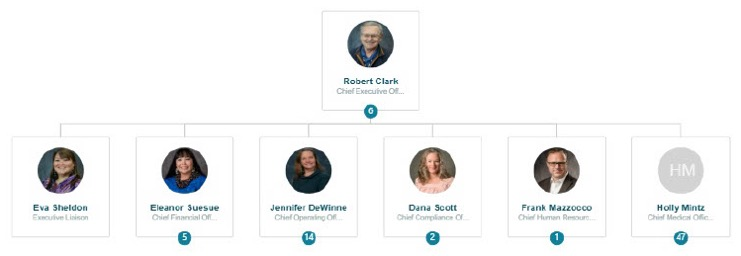 Robert Clark
Chief Executive Off...
6
Eva Sheldon
Executive Liaison
Eleanor Suesue
Chief Financial Off...
5
Jennifer DeWinne
Chief Operating Off...
14
Dana Scott
Chief Compliance Of...
2
Frank Mazzocco
Chief Human Resourc...
1
HM
Holly Mintz
Chief Medical Offic...
47